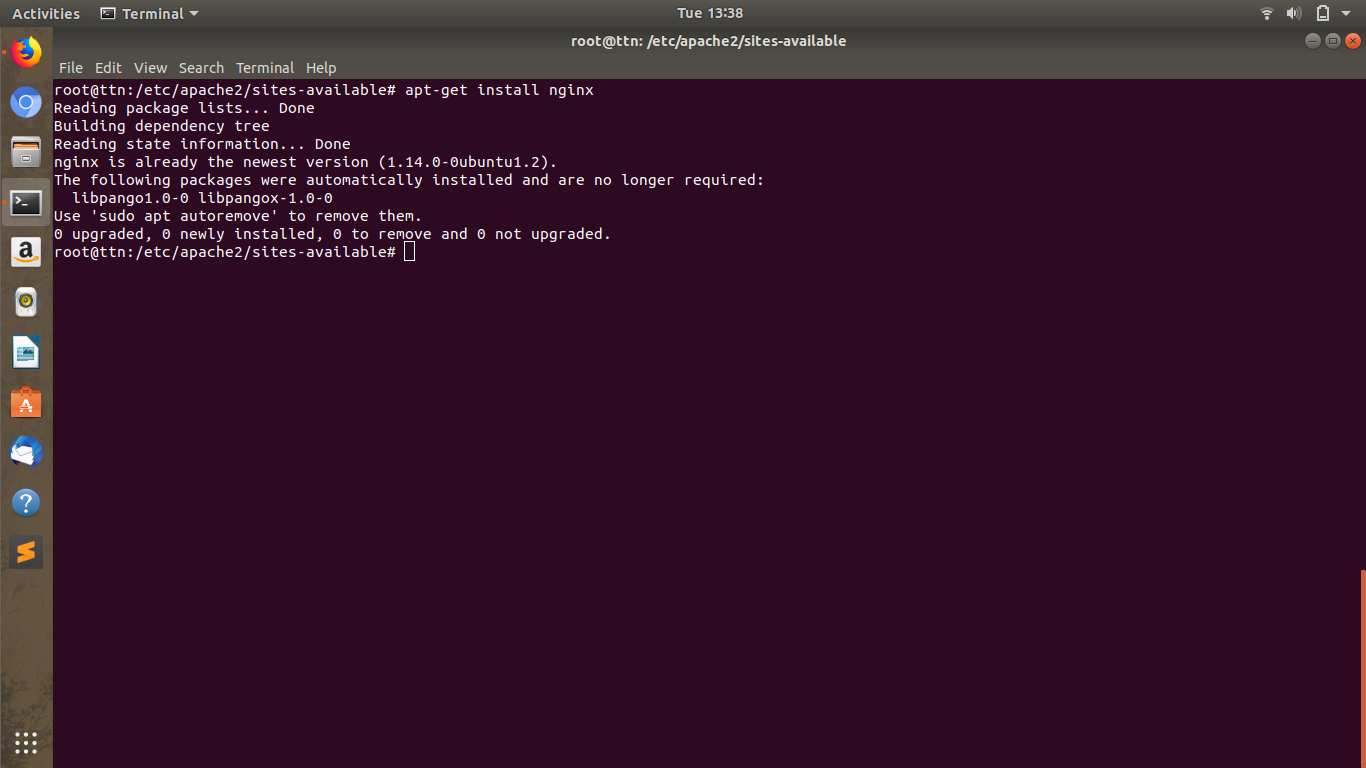 Activities Terminal Tue 13:38
root@ttn: /etc/apache2/sites-available
File Edit View Search Terminal Help
root@ttn:/etc/apache2/sites-available# apt-get install nginx
Reading package lists... Done
Building dependency tree
Reading state information... Done
nginx is already the newest version (1.14.0-0ubuntu1.2).
The following packages were automatically installed and are no longer required:
  libpango1.0-0 libpangox-1.0-0
Use 'sudo apt autoremove' to remove them.
0 upgraded, 0 newly installed, 0 to remove and 0 not upgraded.
root@ttn:/etc/apache2/sites-available#